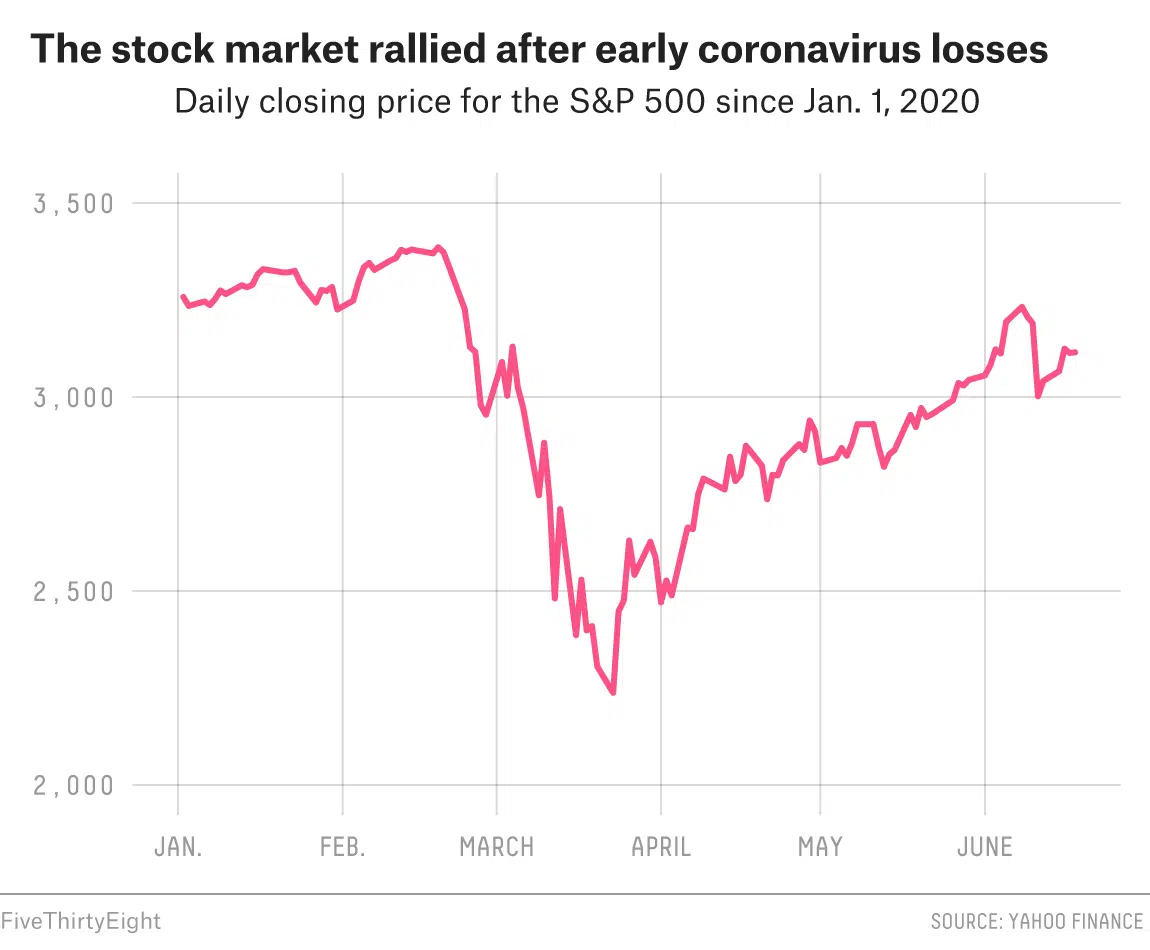 The stock market rallied after early coronavirus losses
Daily closing price for the S&P 500 since Jan. 1, 2020
3,500
3,000
2,500
2,000
JAN. FEB. MARCH APRIL MAY JUNE
FiveThirtyEight SOURCE: YAHOO FINANCE